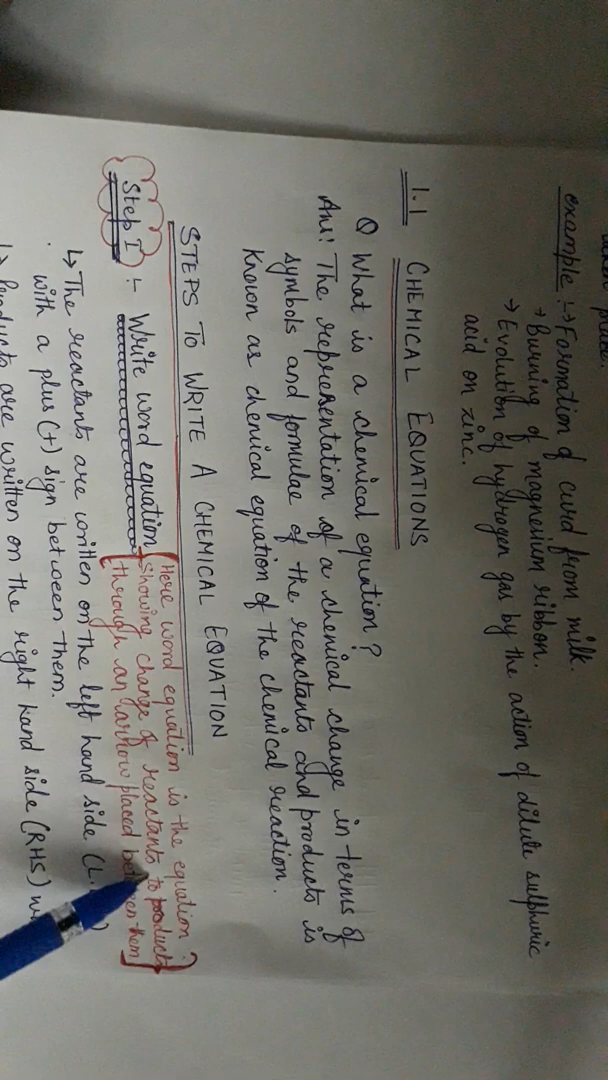 example :- → Formation of curd from milk.
→ Burning of magnesium ribbon.
→ Evolution of hydrogen gas by the action of dilute sulphuric
acid on zinc.
1.1 CHEMICAL EQUATIONS
Q What is a chemical equation?
Ans: The representation of a chemical change in terms of
symbols and formulae of the reactants and products is
known as chemical equation of the chemical reaction.
STEPS TO WRITE A CHEMICAL EQUATION
Step I :- Write word equation
[Here word equation is the equation
showing change of reactants to products
through an arrow placed between them]
↳ The reactants are written on the left hand side (L.
with a plus (+) sign between them.
↳ Products are written on the right hand side (RHS)